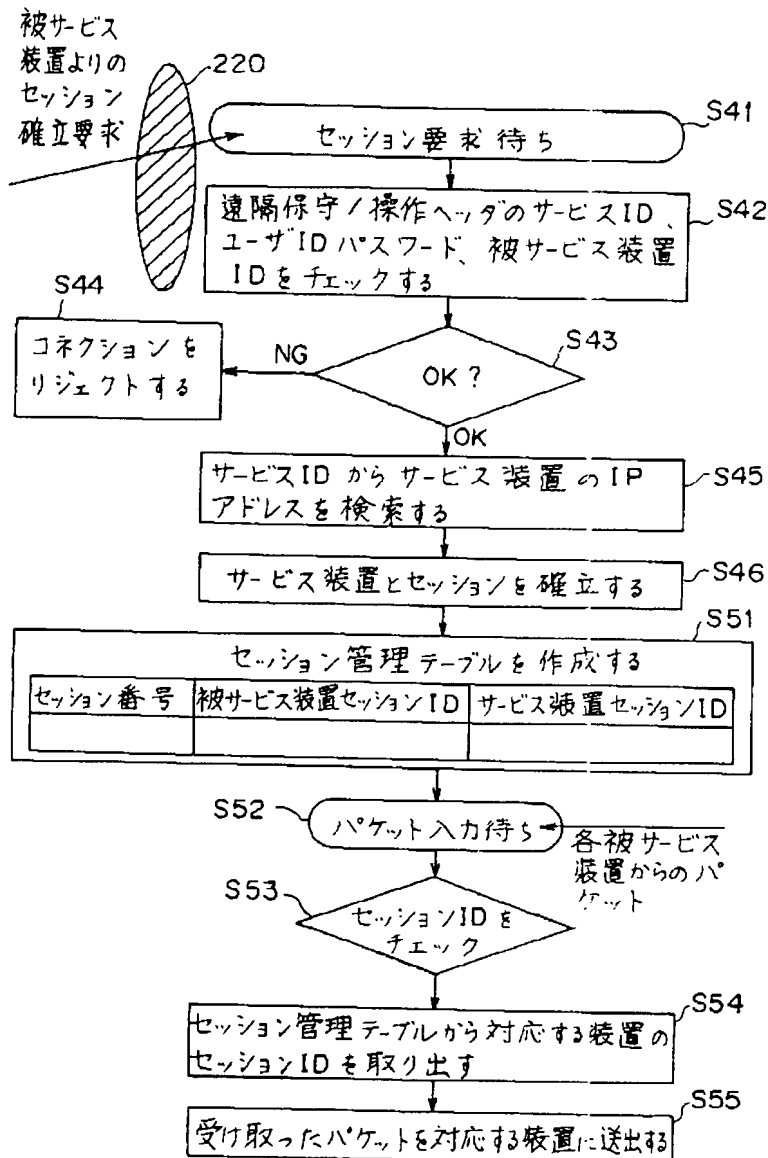 被サービス
装置よりの
セッション
確立要求
220
セッション要求待ち
S41
遠隔保守/操作ヘッダのサービスID、
ユーザIDパスワード、被サービス装置
IDをチェックする
S42
S44
コネクションを
リジェクトする
NG
OK?
S43
OK
サービスIDからサービス装置のIP
アドレスを検索する
S45
サービス装置とセッションを確立する
S46
S51
セッション管理テーブルを作成する
セッション番号
被サービス装置セッションID
サービス装置セッションID
S52
パケット入力待ち
各被サービス
装置からのパ
ケット
S53
セッションIDを
チェック
S54
セッション管理テーブルから対応する装置の
セッションIDを取り出す
S55
受け取ったパケットを対応する装置に送出する